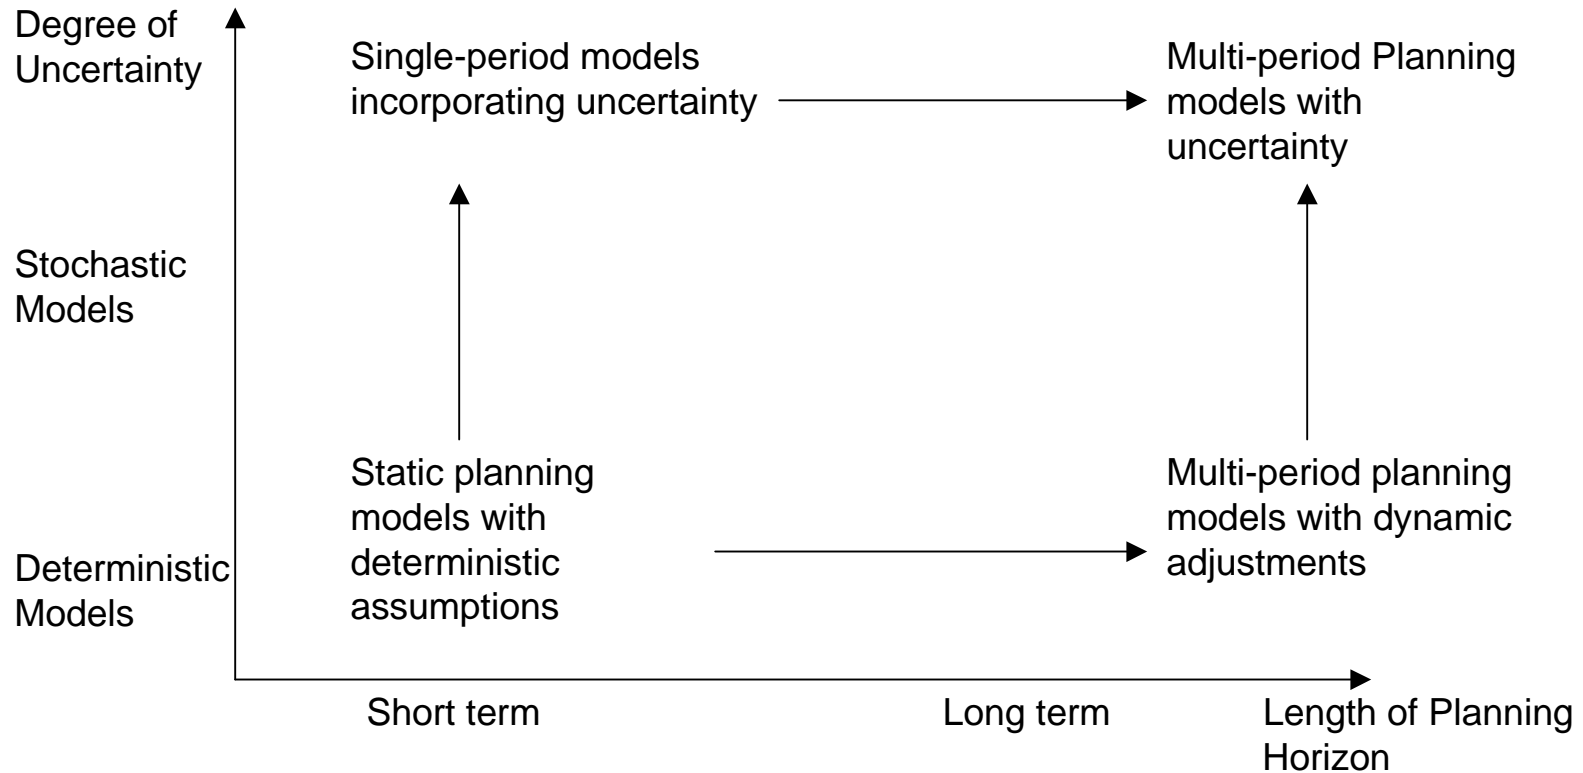 Degree of
Uncertainty
Single-period models
incorporating uncertainty
Multi-period Planning
models with
uncertainty
Stochastic
Models
Static planning
models with
deterministic
assumptions
Multi-period planning
models with dynamic
adjustments
Deterministic
Models
Short term
Long term
Length of Planning
Horizon